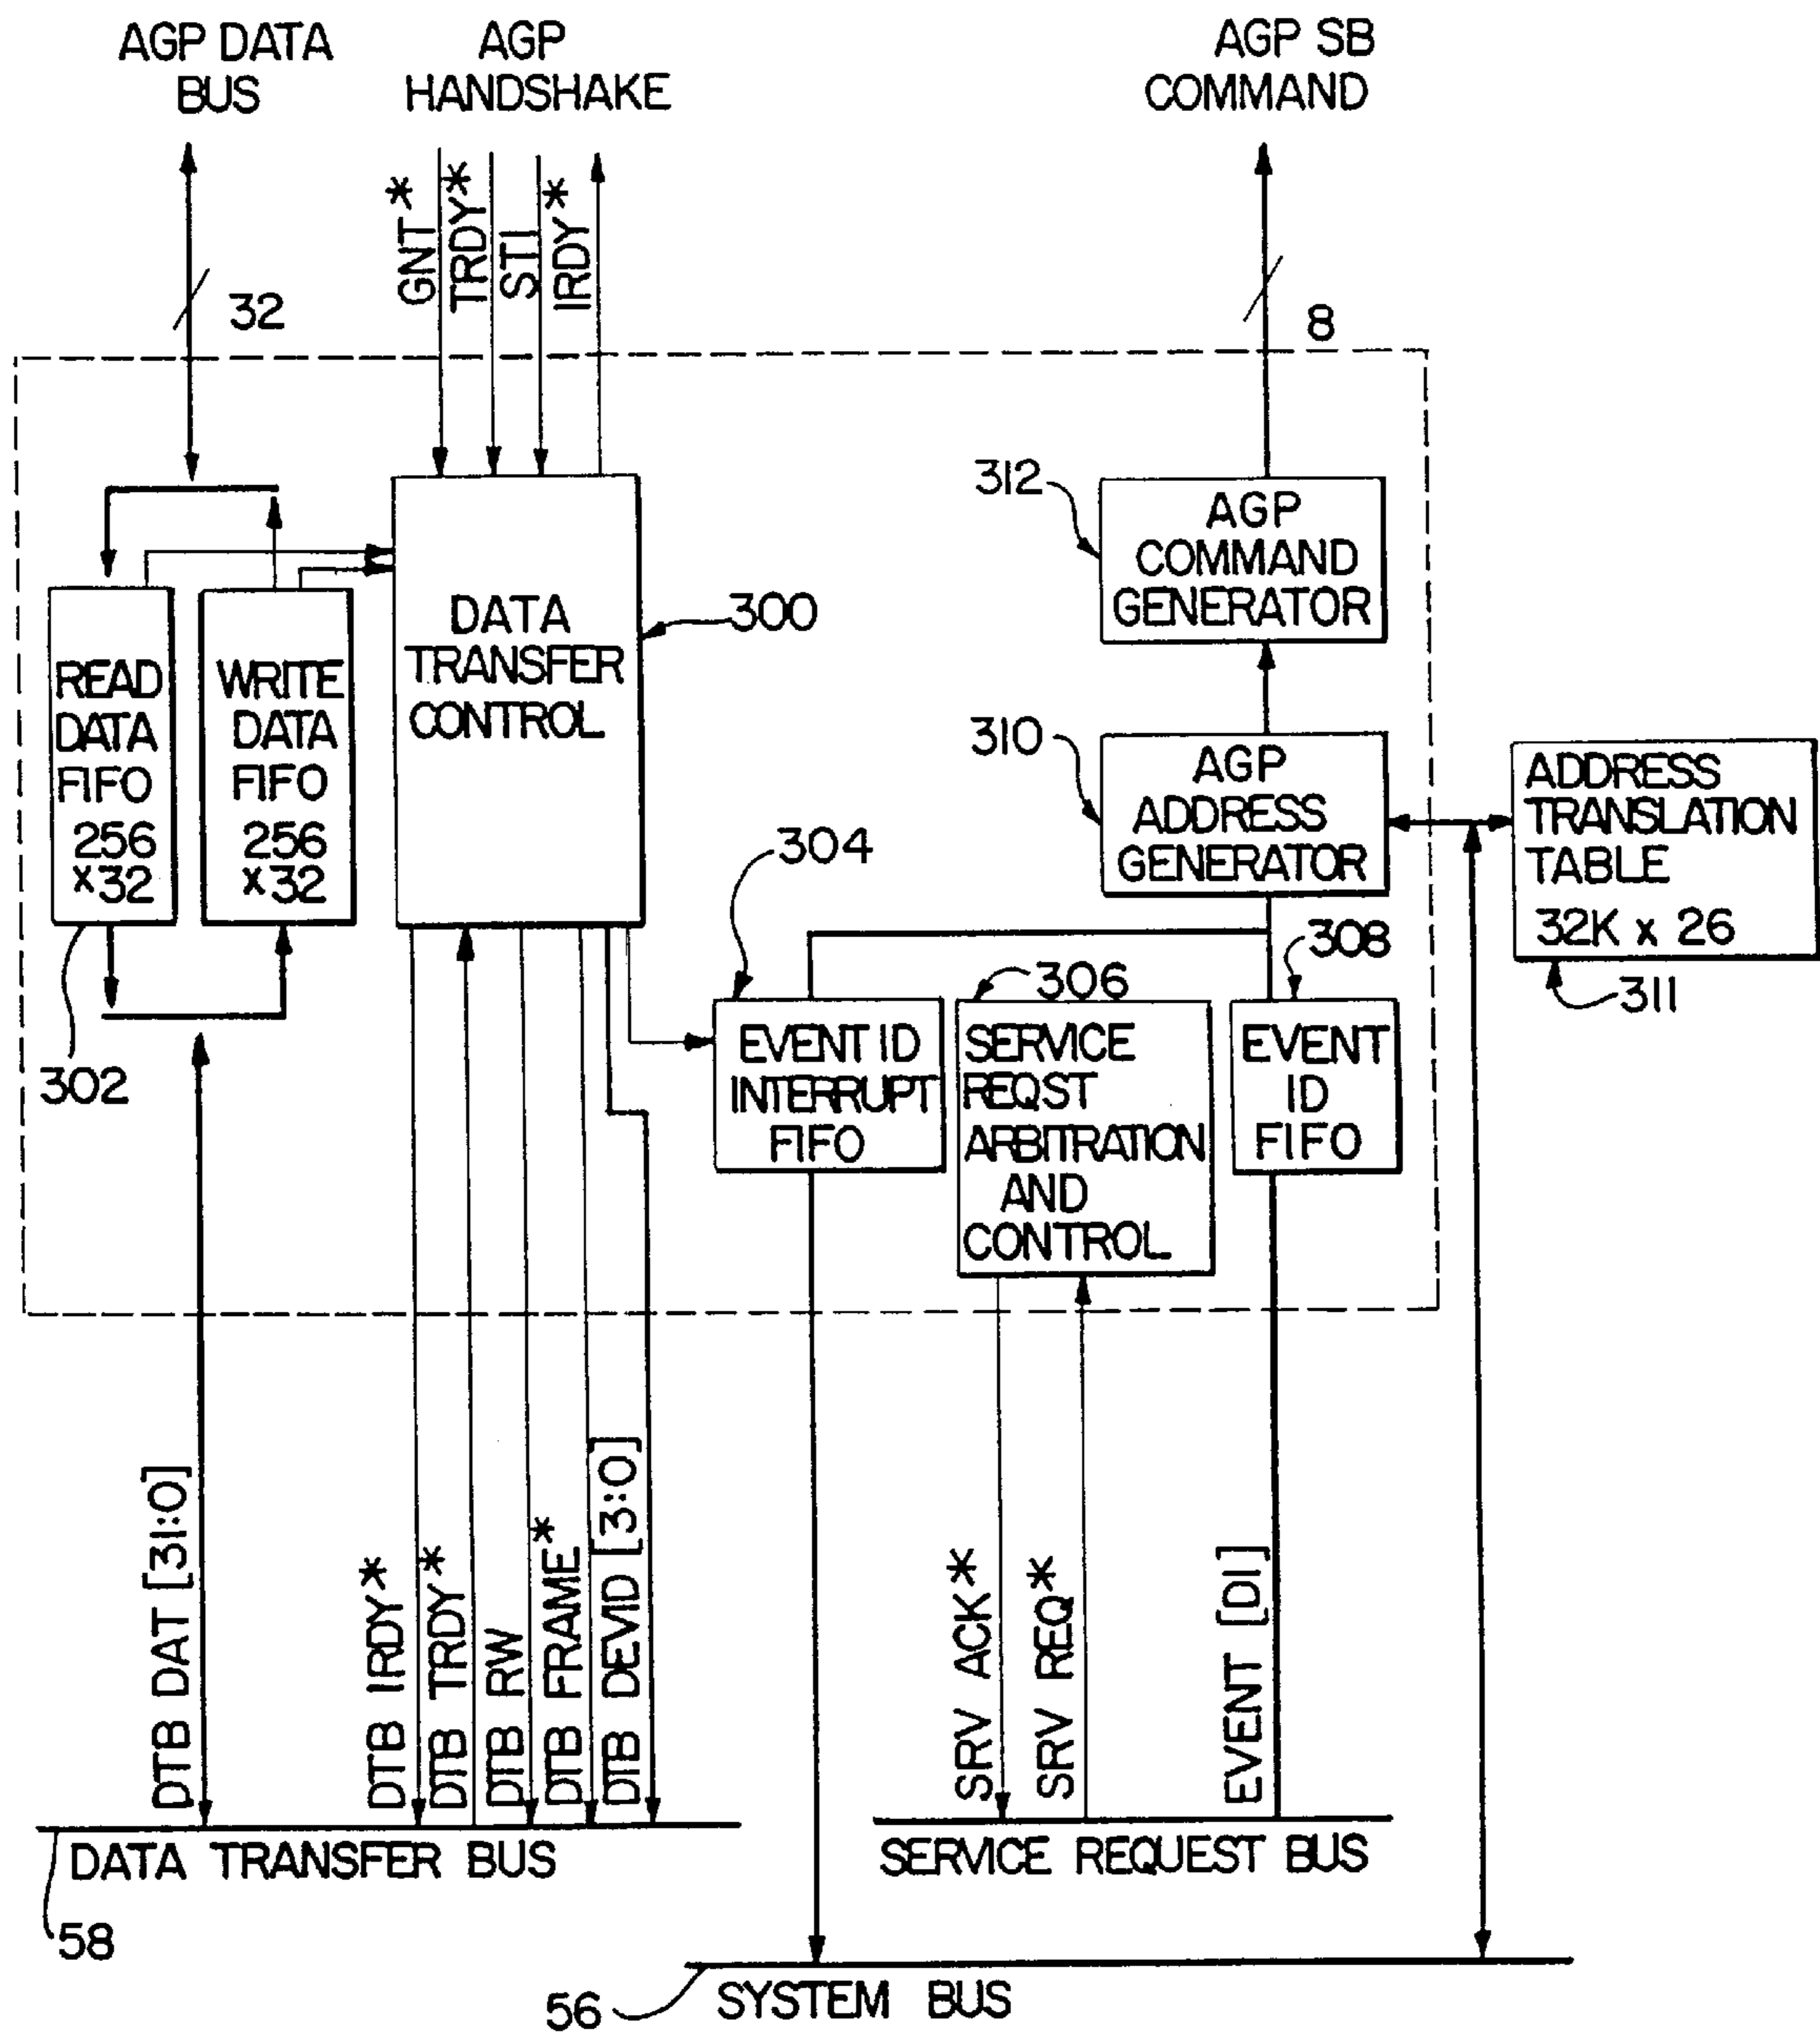 AGP DATA
BUS
AGP
HANDSHAKE
AGP SB
COMMAND
GNT*
TRDY*
ST1
IRDY*
32
8
312
AGP
COMMAND
GENERATOR
DATA
TRANSFER
CONTROL
300
READ
DATA
FIFO
256
x32
WRITE
DATA
FIFO
256
x32
310
AGP
ADDRESS
GENERATOR
ADDRESS
TRANSLATION
TABLE
32K x 26
311
304
308
306
302
EVENT ID
INTERRUPT
FIFO
SERVICE
REQST
ARBITRATION
AND
CONTROL
EVENT
ID
FIFO
DTB DAT [31:0]
DTB IRDY*
DTB TRDY*
DTB RW
DTB FRAME*
DTB DEVID [3:0]
SRV ACK*
SRV REQ*
EVENT [DI]
DATA TRANSFER BUS
SERVICE REQUEST BUS
58
56
SYSTEM BUS